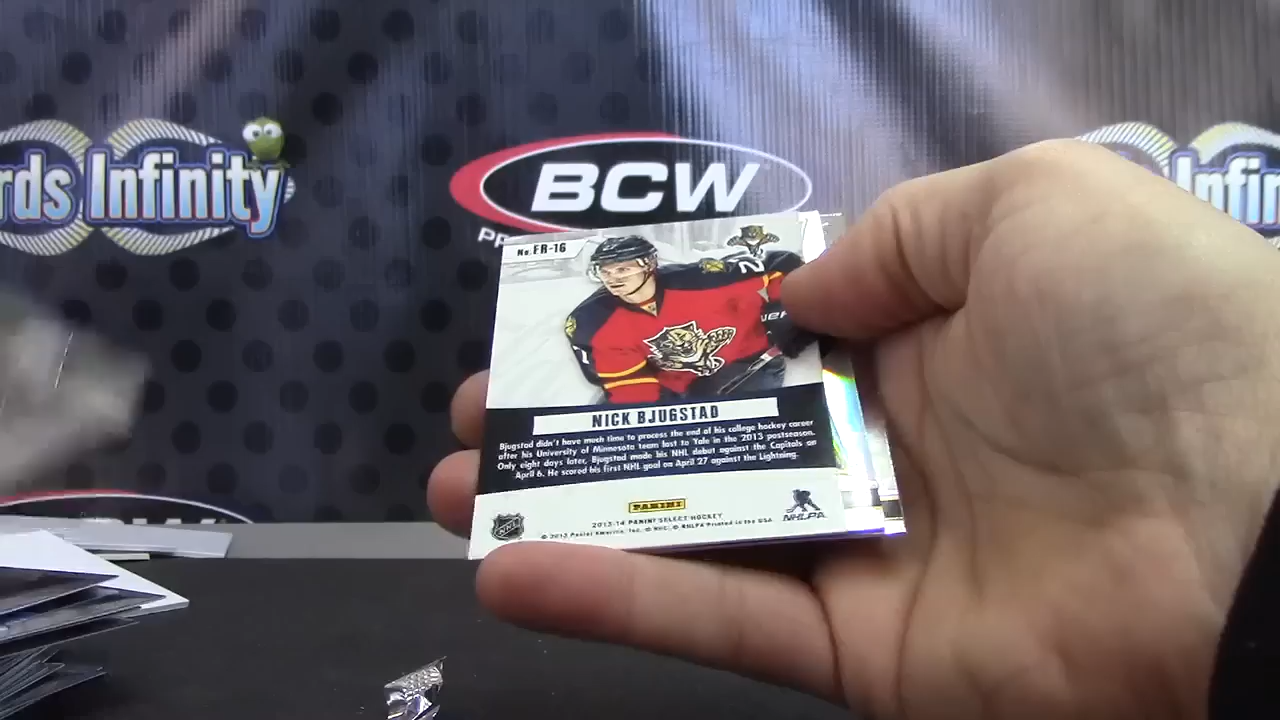 rds Infinity
BCW
Infin
No. FR-16
NICK BJUGSTAD
Bjugstad didn't have much time to process the end of his college hockey career
after his University of Minnesota team lost to Yale in the 2013 postseason.
Only eight days later, Bjugstad made his NHL debut against the Capitals on
April 6. He scored his first NHL goal on April 27 against the Lightning.
PANINI
2013-14 PANINI SELECT HOCKEY
© 2013 Panini America, Inc. © NHL, © NHLPA Printed in the USA
NHL
NHLPA